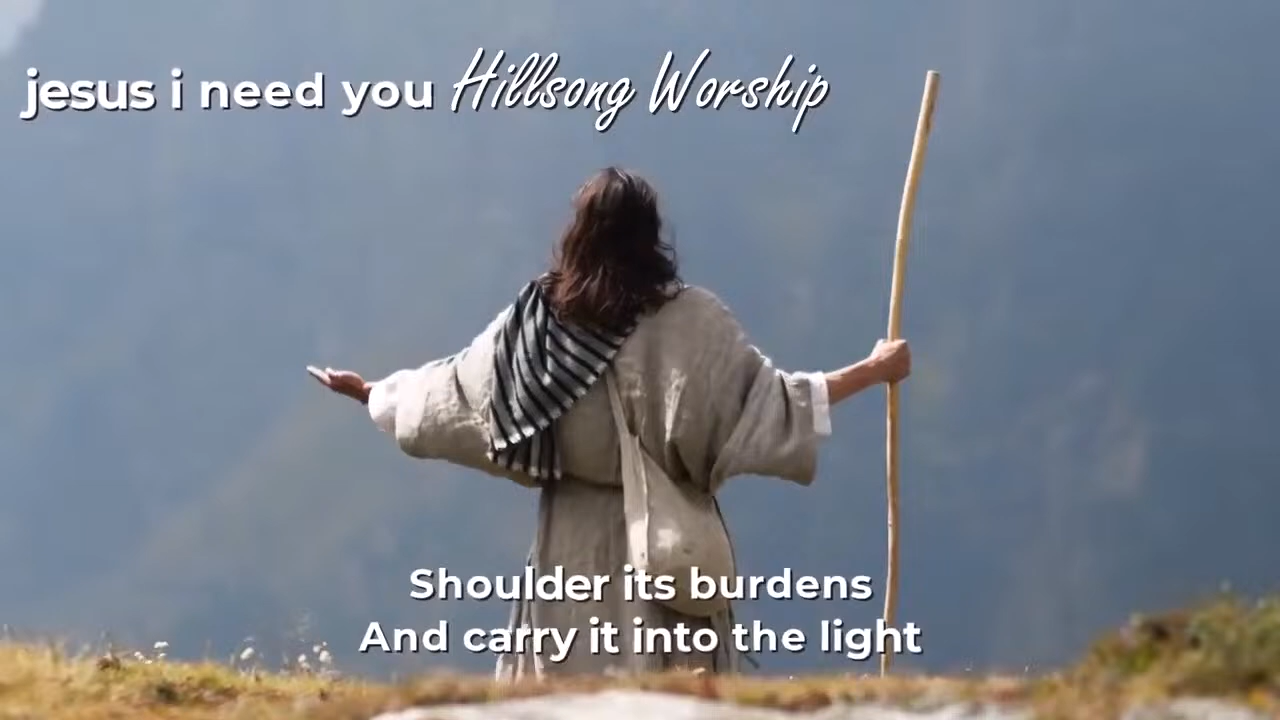 jesus i need you Hillsong Worship
Shoulder its burdens
And carry it into the light